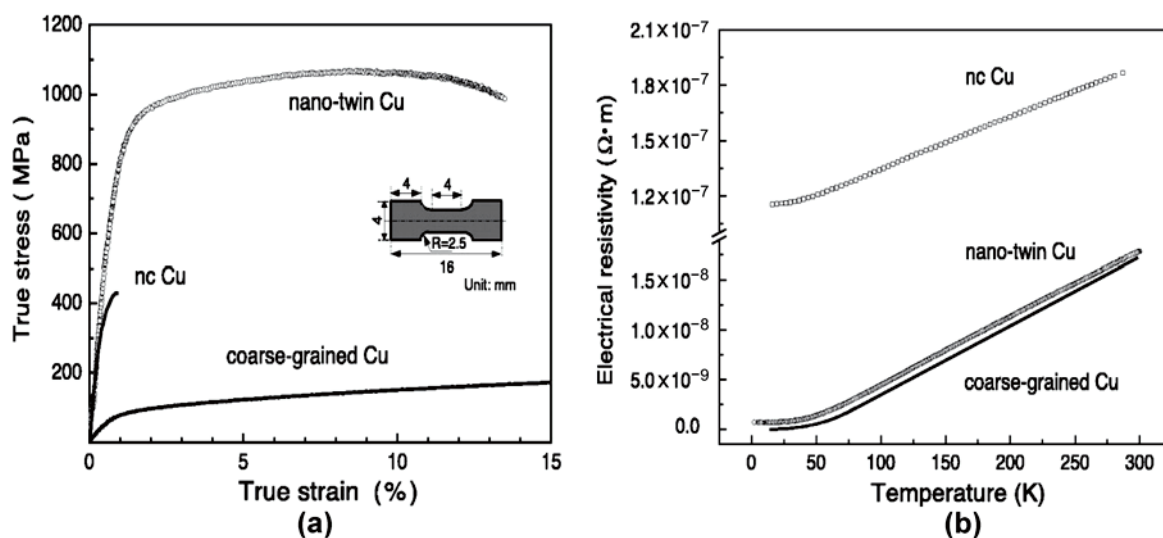 1200
1000
800
600
400
200
0
5
10
15
True stress (MPa)
True strain (%)
nano-twin Cu
nc Cu
coarse-grained Cu
4
4
4
R=2.5
16
Unit: mm
(a)
2.1×10⁻⁷
1.8×10⁻⁷
1.5×10⁻⁷
1.2×10⁻⁷
1.5×10⁻⁸
1.0×10⁻⁸
5.0×10⁻⁹
0.0
0
50
100
150
200
250
300
Electrical resistivity (Ω·m)
Temperature (K)
nc Cu
nano-twin Cu
coarse-grained Cu
(b)